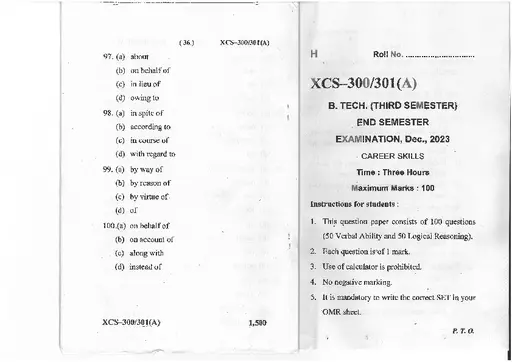 ( 36 ) XCS–300/301(A)
97. (a) about
(b) on behalf of
(c) in lieu of
(d) owing to
98. (a) in spite of
(b) according to
(c) in course of
(d) with regard to
99. (a) by way of
(b) by reason of
(c) by virtue of
(d) of
100.(a) on behalf of
(b) on account of
(c) along with
(d) instead of
XCS–300/301(A) 1,500
H Roll No. ...............................
XCS–300/301(A)
B. TECH. (THIRD SEMESTER)
END SEMESTER
EXAMINATION, Dec., 2023
CAREER SKILLS
Time : Three Hours
Maximum Marks : 100
Instructions for students :
1. This question paper consists of 100 questions
(50 Verbal Ability and 50 Logical Reasoning).
2. Each question is of 1 mark.
3. Use of calculator is prohibited.
4. No negative marking.
5. It is mandatory to write the correct SET in your
OMR sheet.
P. T. O.